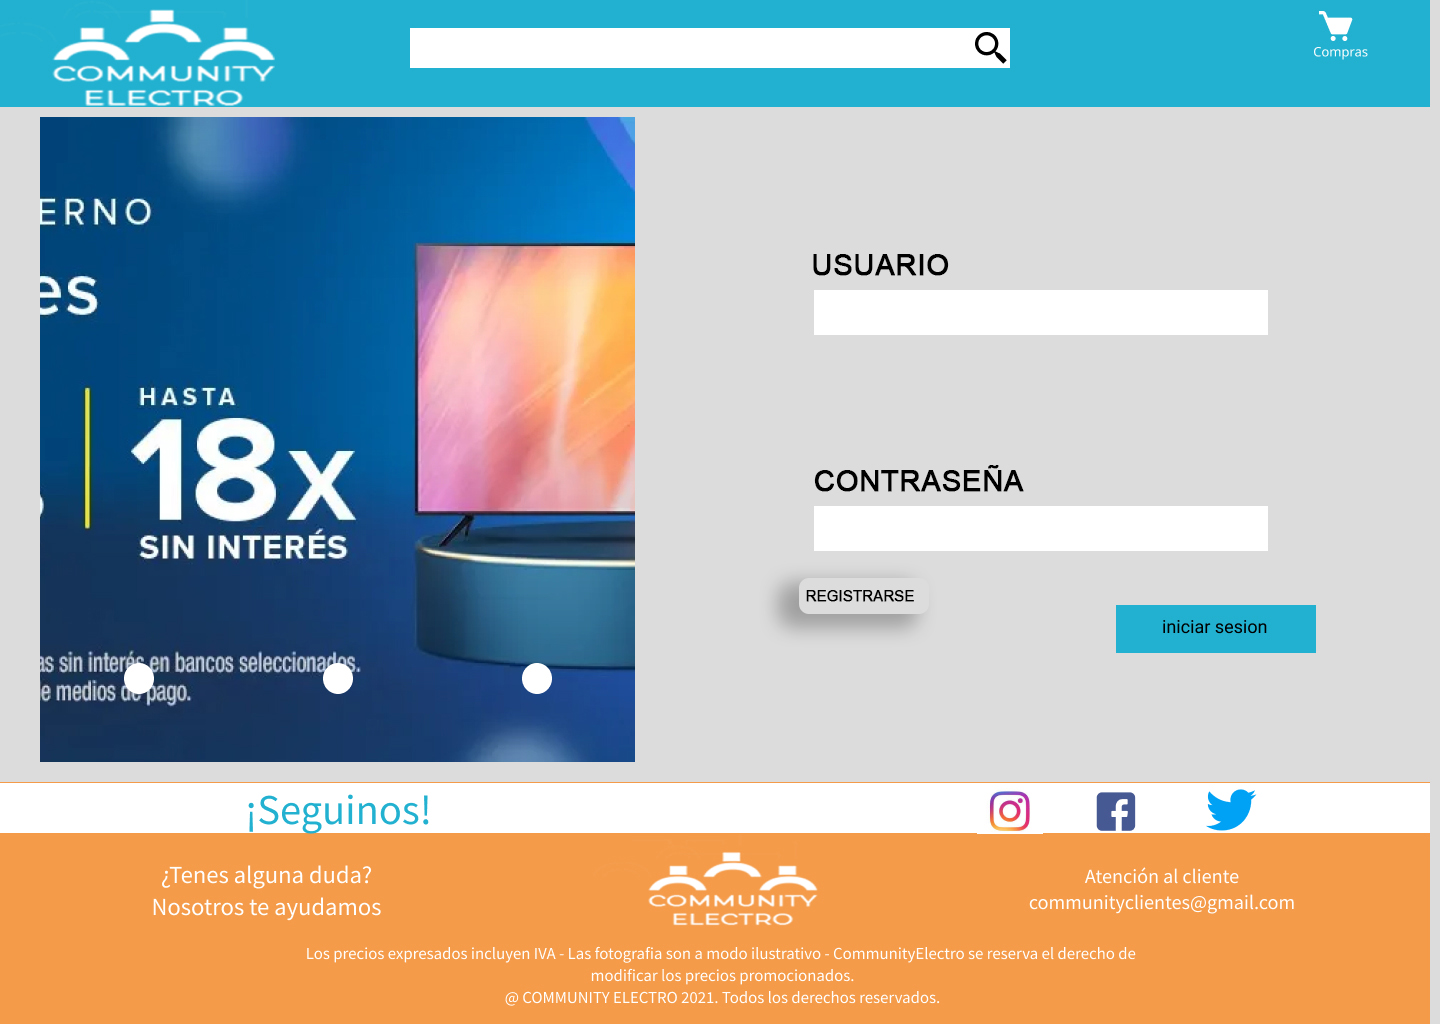 COMMUNITY
ELECTRO
Compras
ERNO
es
HASTA
18x
SIN INTERÉS
as sin interés en bancos seleccionados.
e medios de pago.
USUARIO
CONTRASEÑA
REGISTRARSE
iniciar sesion
¡Seguinos!
¿Tenes alguna duda?
Nosotros te ayudamos
COMMUNITY
ELECTRO
Atención al cliente
communityclientes@gmail.com
Los precios expresados incluyen IVA - Las fotografia son a modo ilustrativo - CommunityElectro se reserva el derecho de
modificar los precios promocionados.
@ COMMUNITY ELECTRO 2021. Todos los derechos reservados.